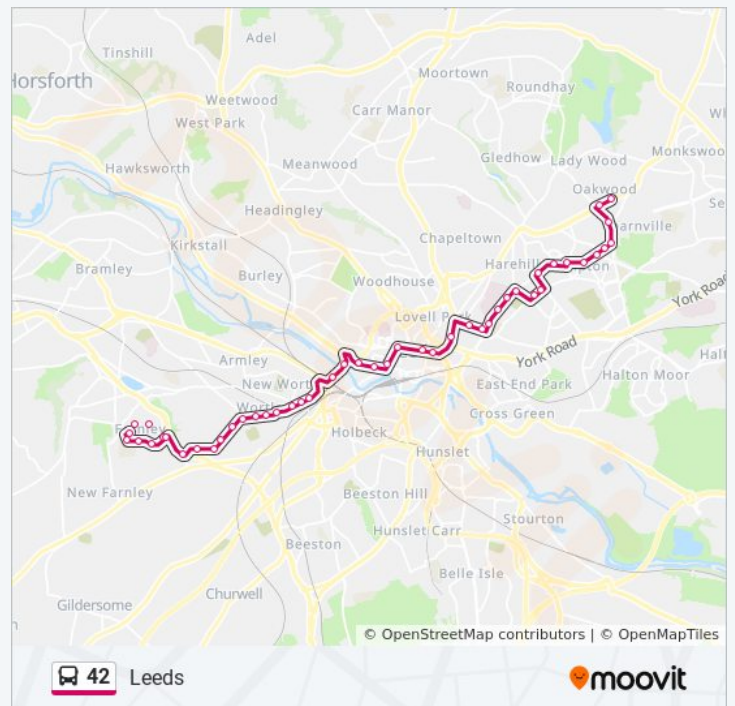 Adel
Tinshill
Moortown
Horsforth
Roundhay
Weetwood
Carr Manor
West Park
Gledhow
Lady Wood
Monkswoo
Meanwood
Hawksworth
Oakwood
Headingley
Chapeltown
Kirkstall
Bramley
Burley
Woodhouse
York Road
Lovell
Armley
York Road
New Wor
East End Park
Halton Moor
Cross Green
Holbeck
Hunslet
New Farnley
Beeston Hill
Stourton
Hunslet Carr
Beeston
Belle Isle
Churwell
Gildersome
© OpenStreetMap contributors | © OpenMapTiles
42 Leeds
moovit